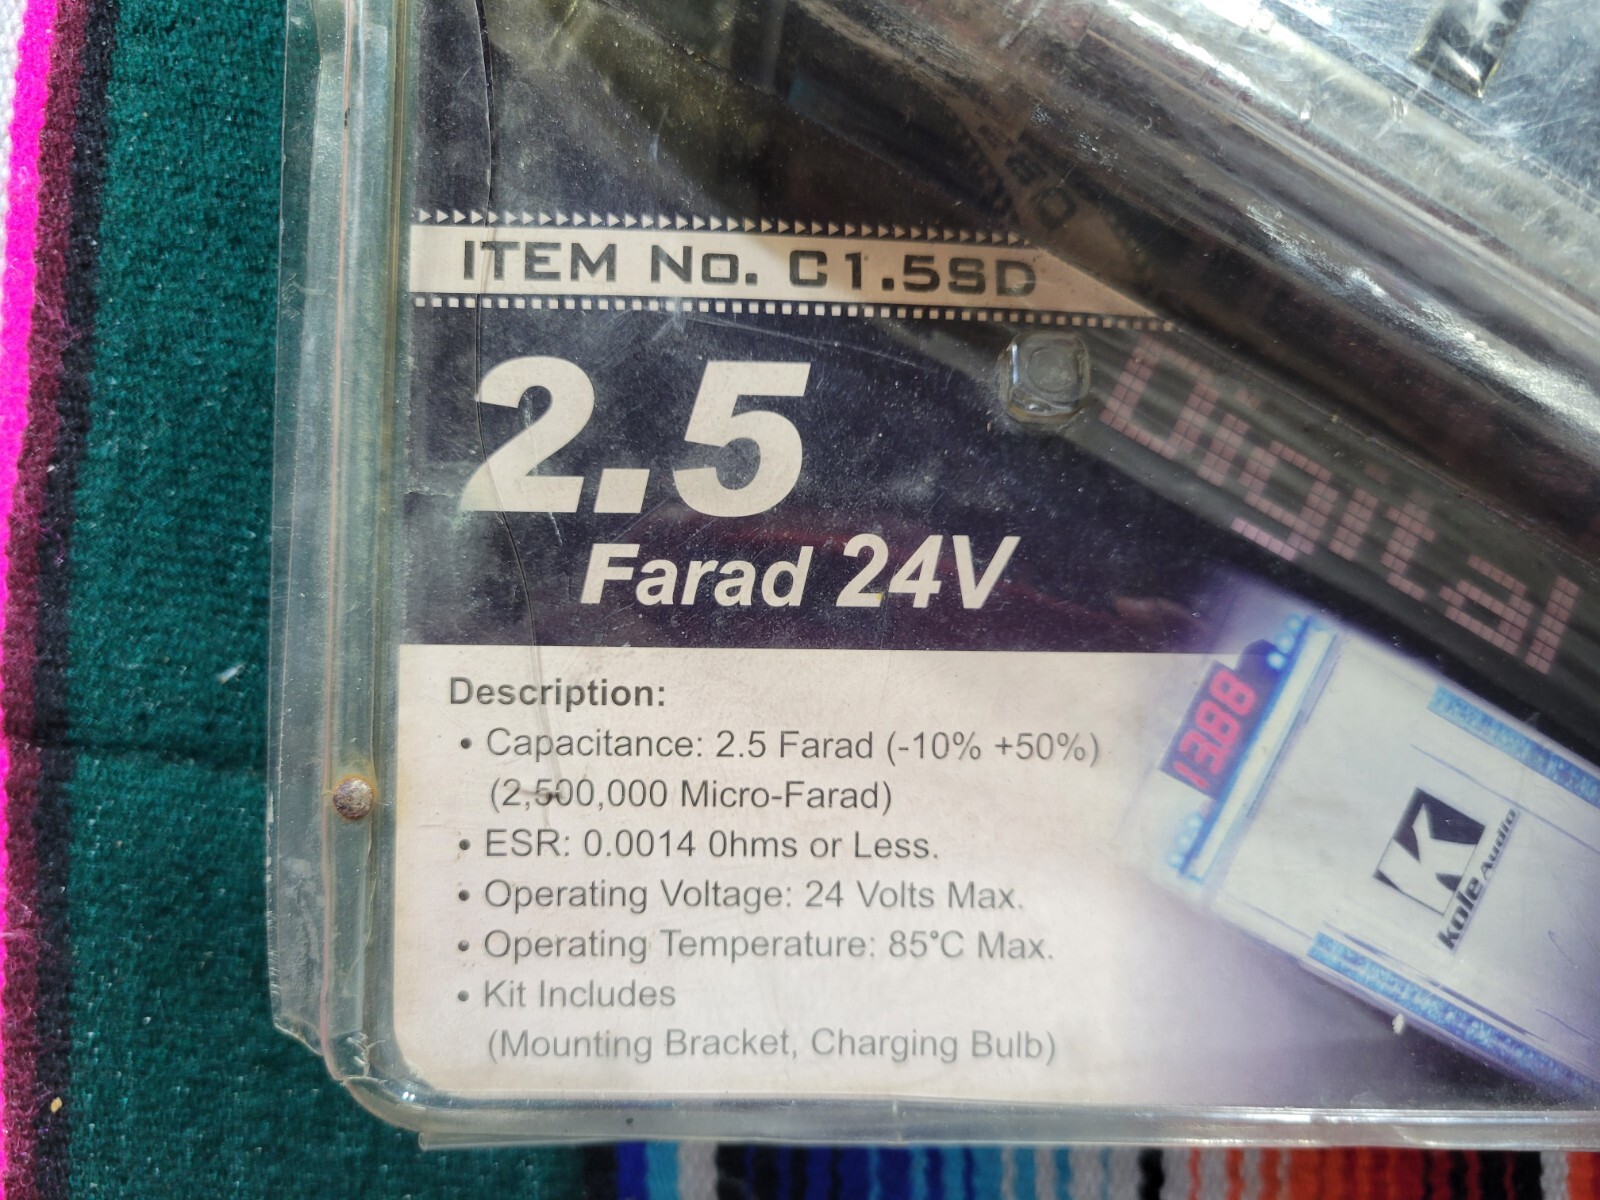 ITEM No. C1.5SD
2.5
Farad 24V
Digital
Description:
• Capacitance: 2.5 Farad (-10% +50%)
(2,500,000 Micro-Farad)
• ESR: 0.0014 0hms or Less.
• Operating Voltage: 24 Volts Max.
• Operating Temperature: 85°C Max.
• Kit Includes
(Mounting Bracket, Charging Bulb)
13.88
K
Kole Audio